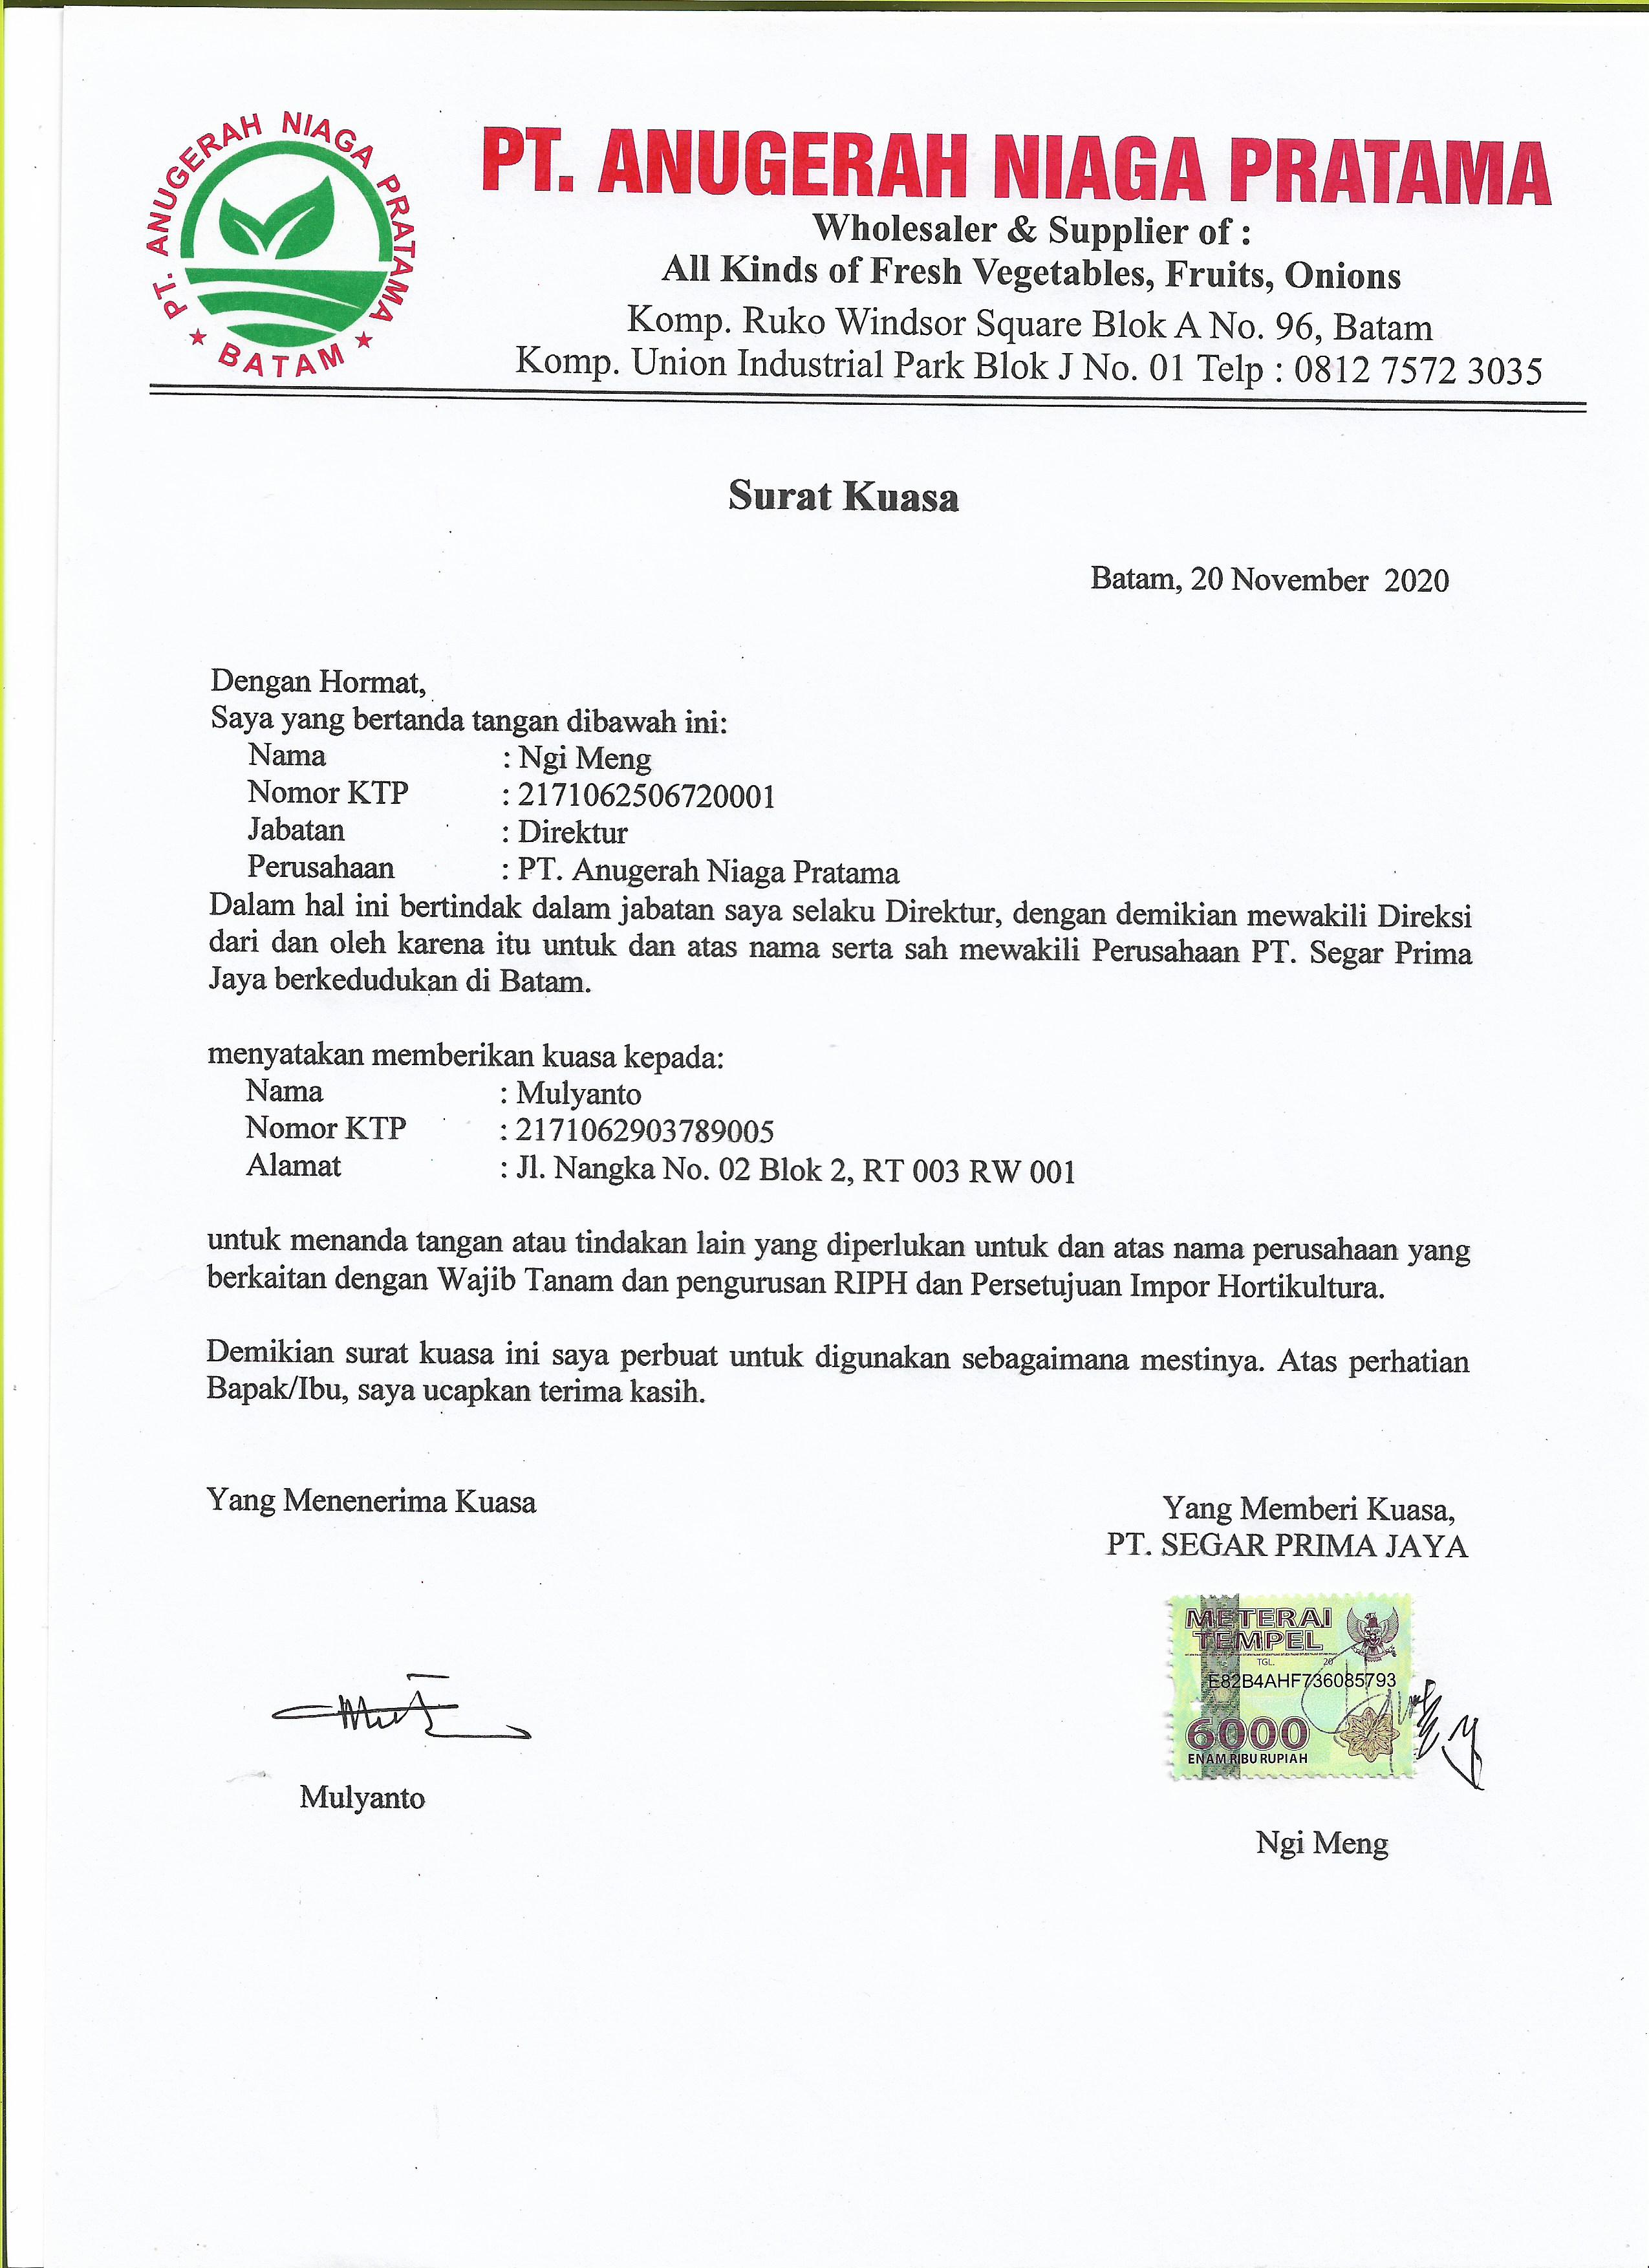 PT. ANUGERAH NIAGA PRATAMA
★ BATAM ★
PT. ANUGERAH NIAGA PRATAMA
Wholesaler & Supplier of :
All Kinds of Fresh Vegetables, Fruits, Onions
Komp. Ruko Windsor Square Blok A No. 96, Batam
Komp. Union Industrial Park Blok J No. 01 Telp : 0812 7572 3035
Surat Kuasa
Batam, 20 November 2020
Dengan Hormat,
Saya yang bertanda tangan dibawah ini:
Nama : Ngi Meng
Nomor KTP : 2171062506720001
Jabatan : Direktur
Perusahaan : PT. Anugerah Niaga Pratama
Dalam hal ini bertindak dalam jabatan saya selaku Direktur, dengan demikian mewakili Direksi
dari dan oleh karena itu untuk dan atas nama serta sah mewakili Perusahaan PT. Segar Prima
Jaya berkedudukan di Batam.
menyatakan memberikan kuasa kepada:
Nama : Mulyanto
Nomor KTP : 2171062903789005
Alamat : Jl. Nangka No. 02 Blok 2, RT 003 RW 001
untuk menanda tangan atau tindakan lain yang diperlukan untuk dan atas nama perusahaan yang
berkaitan dengan Wajib Tanam dan pengurusan RIPH dan Persetujuan Impor Hortikultura.
Demikian surat kuasa ini saya perbuat untuk digunakan sebagaimana mestinya. Atas perhatian
Bapak/Ibu, saya ucapkan terima kasih.
Yang Menenerima Kuasa
Yang Memberi Kuasa,
PT. SEGAR PRIMA JAYA
METERAI
TEMPEL
TGL. 20
E82B4AHF736085793
6000
ENAM RIBU RUPIAH
Mulyanto
Ngi Meng